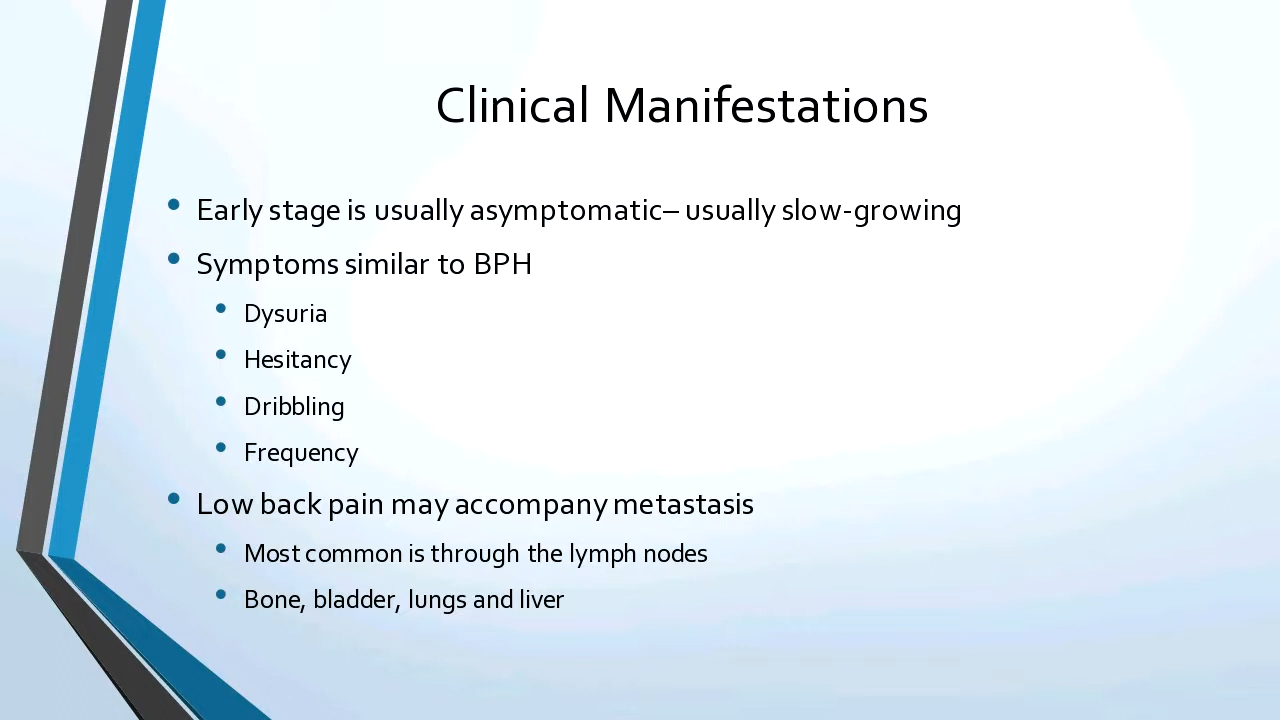 Clinical Manifestations
• Early stage is usually asymptomatic– usually slow-growing
• Symptoms similar to BPH
• Dysuria
• Hesitancy
• Dribbling
• Frequency
• Low back pain may accompany metastasis
• Most common is through the lymph nodes
• Bone, bladder, lungs and liver